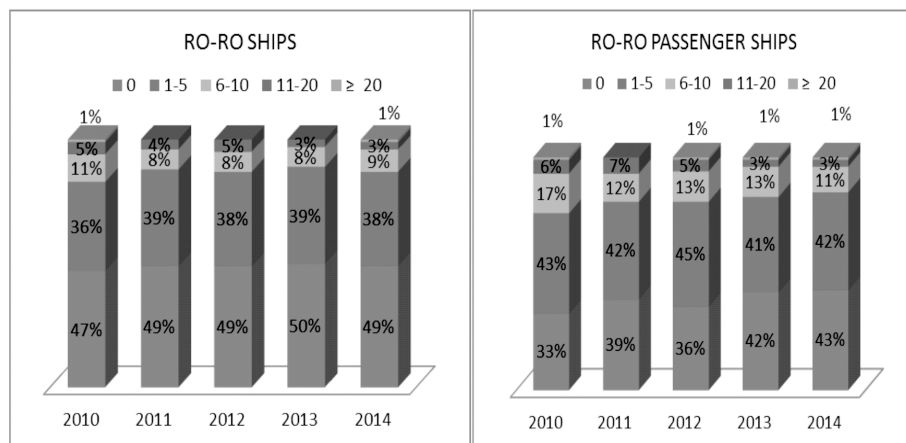 RO-RO SHIPS
0 1-5 6-10 11-20 ≥ 20
1% 1%
5% 4% 5% 3% 3%
11% 8% 8% 8% 9%
36% 39% 38% 39% 38%
47% 49% 49% 50% 49%
2010 2011 2012 2013 2014
RO-RO PASSENGER SHIPS
0 1-5 6-10 11-20 ≥ 20
1% 1% 1% 1%
6% 7% 5% 3% 3%
17% 12% 13% 13% 11%
43% 42% 45% 41% 42%
33% 39% 36% 42% 43%
2010 2011 2012 2013 2014